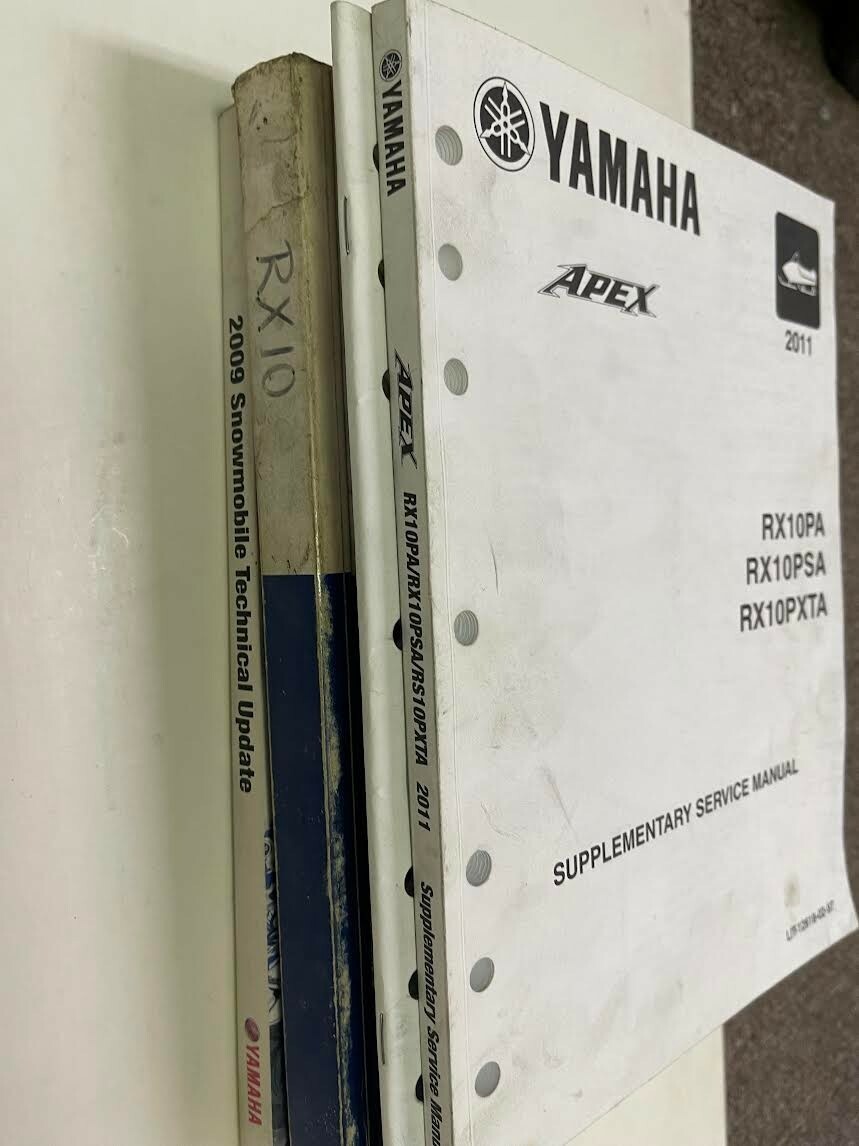 2009 Snowmobile Technical Update
YAMAHA
RX10
YAMAHA
APEX
RX10PA/RX10PSA/RS10PXTA
2011
Supplementary Service Manu
YAMAHA
APEX
2011
RX10PA
RX10PSA
RX10PXTA
SUPPLEMENTARY SERVICE MANUAL